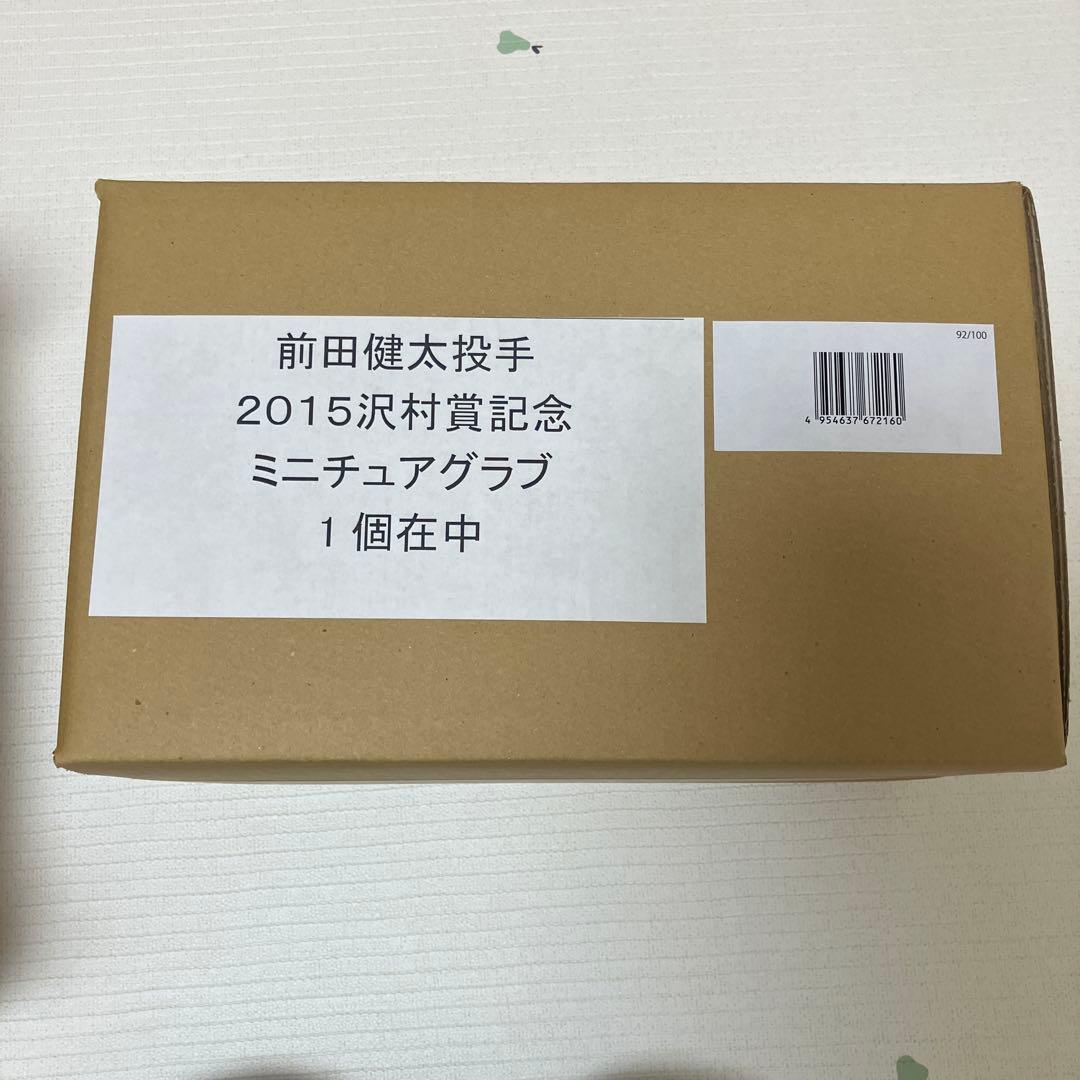 前田健太投手
２０１５沢村賞記念
ミニチュアグラブ
１個在中
92/100
4 954637 672160